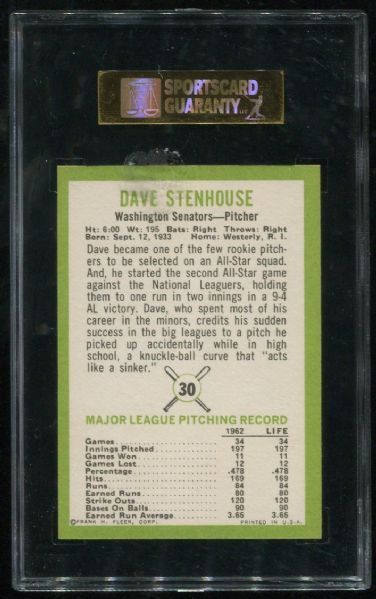 SPORTSCARD
GUARANTY LLC
DAVE STENHOUSE
Washington Senators—Pitcher
Ht: 6:00 Wt: 195 Bats: Right Throws: Right
Born: Sept. 12, 1933 Home: Westerly, R. I.
Dave became one of the few rookie pitch-
ers to be selected on an All-Star squad.
And, he started the second All-Star game
against the National Leaguers, holding
them to one run in two innings in a 9-4
AL victory. Dave, who spent most of his
career in the minors, credits his sudden
success in the big leagues to a pitch he
picked up accidentally while in high
school, a knuckle-ball curve that "acts
like a sinker."
30
MAJOR LEAGUE PITCHING RECORD
1962 LIFE
Games 34 34
Innings Pitched 197 197
Games Won 11 11
Games Lost 12 12
Percentage .478 .478
Hits 169 169
Runs 84 84
Earned Runs 80 80
Strike Outs 120 120
Bases On Balls 90 90
Earned Run Average 3.65 3.65
©FRANK H. FLEER, CORP. PRINTED IN U.S.A.